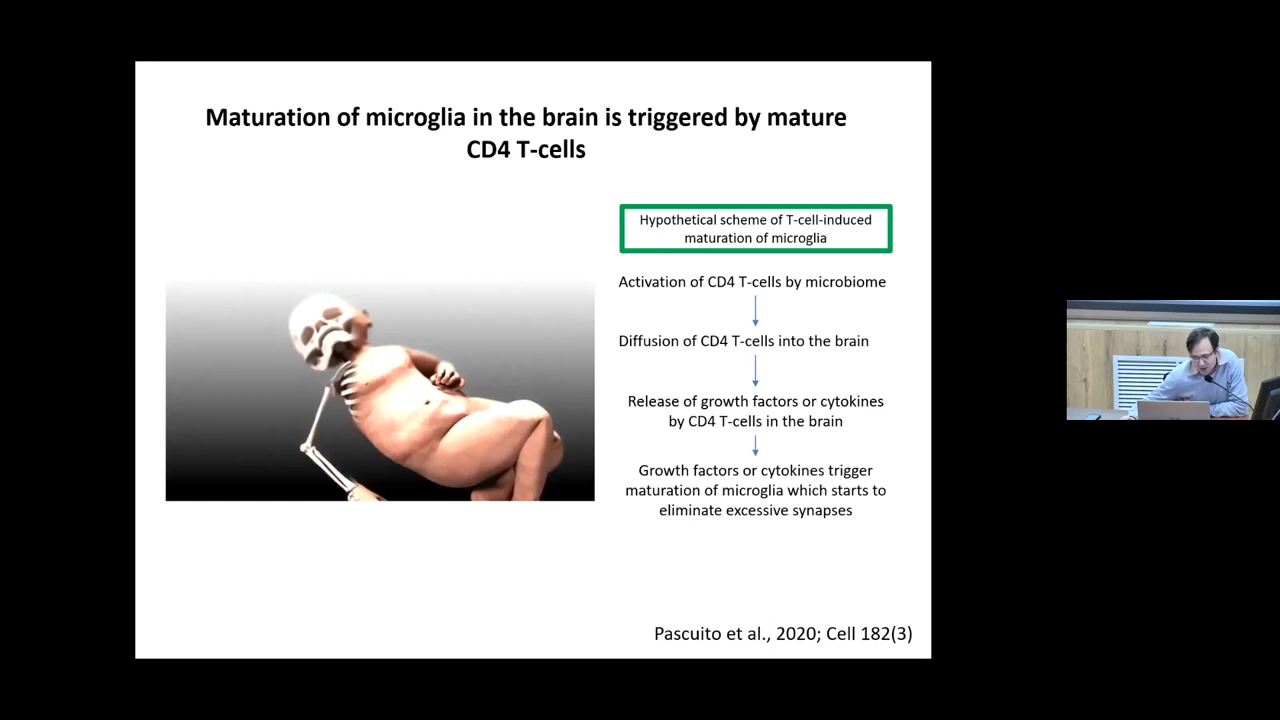 Maturation of microglia in the brain is triggered by mature
CD4 T-cells
Hypothetical scheme of T-cell-induced
maturation of microglia
Activation of CD4 T-cells by microbiome
Diffusion of CD4 T-cells into the brain
Release of growth factors or cytokines
by CD4 T-cells in the brain
Growth factors or cytokines trigger
maturation of microglia which starts to
eliminate excessive synapses
Pascuito et al., 2020; Cell 182(3)